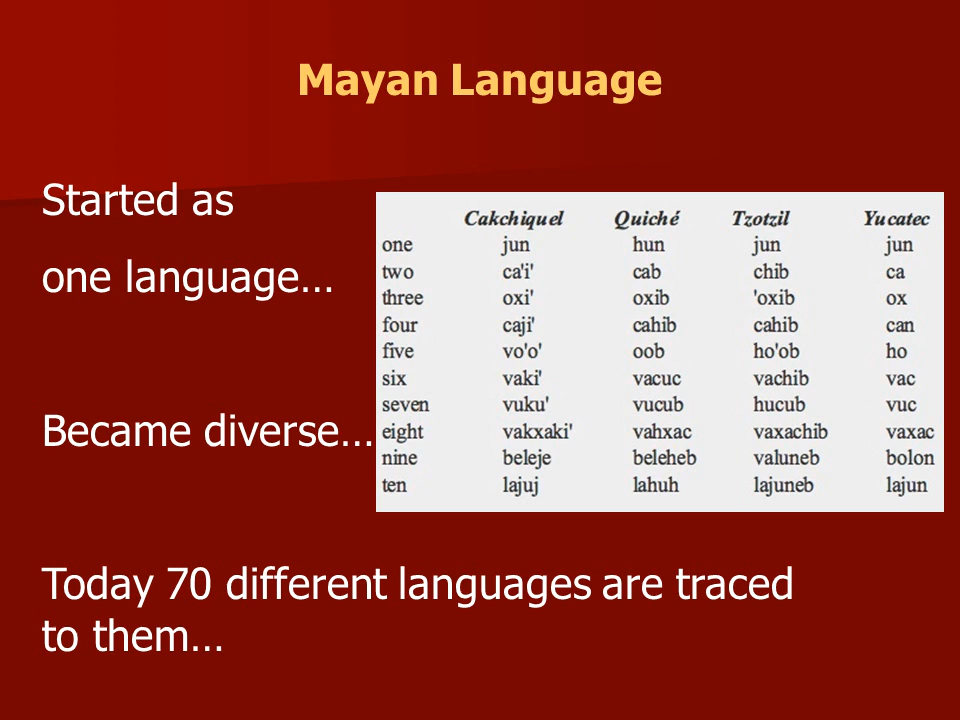 Mayan Language
Started as
one language…
Cakchiquel Quiché Tzotzil Yucatec
one jun hun jun jun
two ca'i' cab chib ca
three oxi' oxib 'oxib ox
four caji' cahib cahib can
five vo'o' oob ho'ob ho
six vaki' vacuc vachib vac
seven vuku' vucub hucub vuc
eight vakxaki' vahxac vaxachib vaxac
nine beleje beleheb valuneb bolon
ten lajuj lahuh lajuneb lajun
Became diverse…
Today 70 different languages are traced
to them…